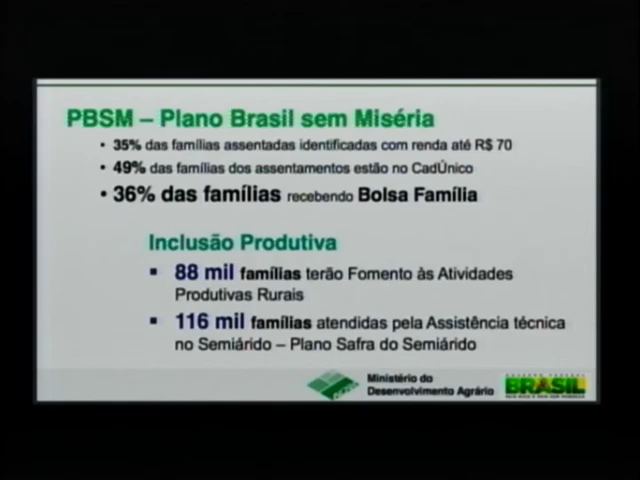 PBSM – Plano Brasil sem Miséria
• 35% das famílias assentadas identificadas com renda até R$ 70
• 49% das famílias dos assentamentos estão no CadÚnico
• 36% das famílias recebendo Bolsa Família
Inclusão Produtiva
▪ 88 mil famílias terão Fomento às Atividades
Produtivas Rurais
▪ 116 mil famílias atendidas pela Assistência técnica
no Semiárido – Plano Safra do Semiárido
Ministério do
Desenvolvimento Agrário
BRASIL